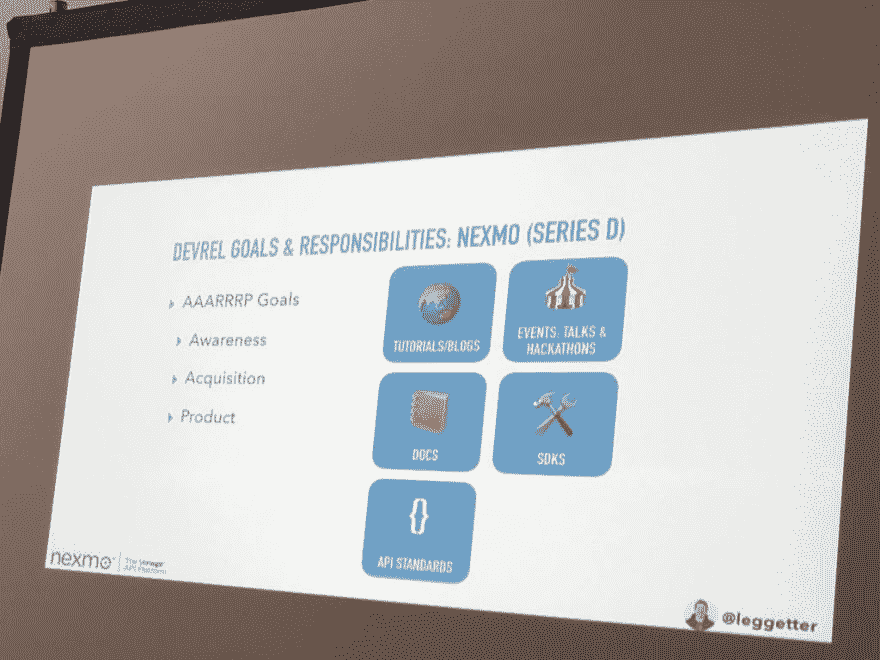 DEVREL GOALS & RESPONSIBILITIES: NEXMO (SERIES D)
AAARRRP Goals
Awareness
Acquisition
Product
TUTORIALS/BLOGS
EVENTS, TALKS &
HACKATHONS
DOCS
SDKS
{}
API STANDARDS
nexmo
The Vonage
API Platform
@leggetter